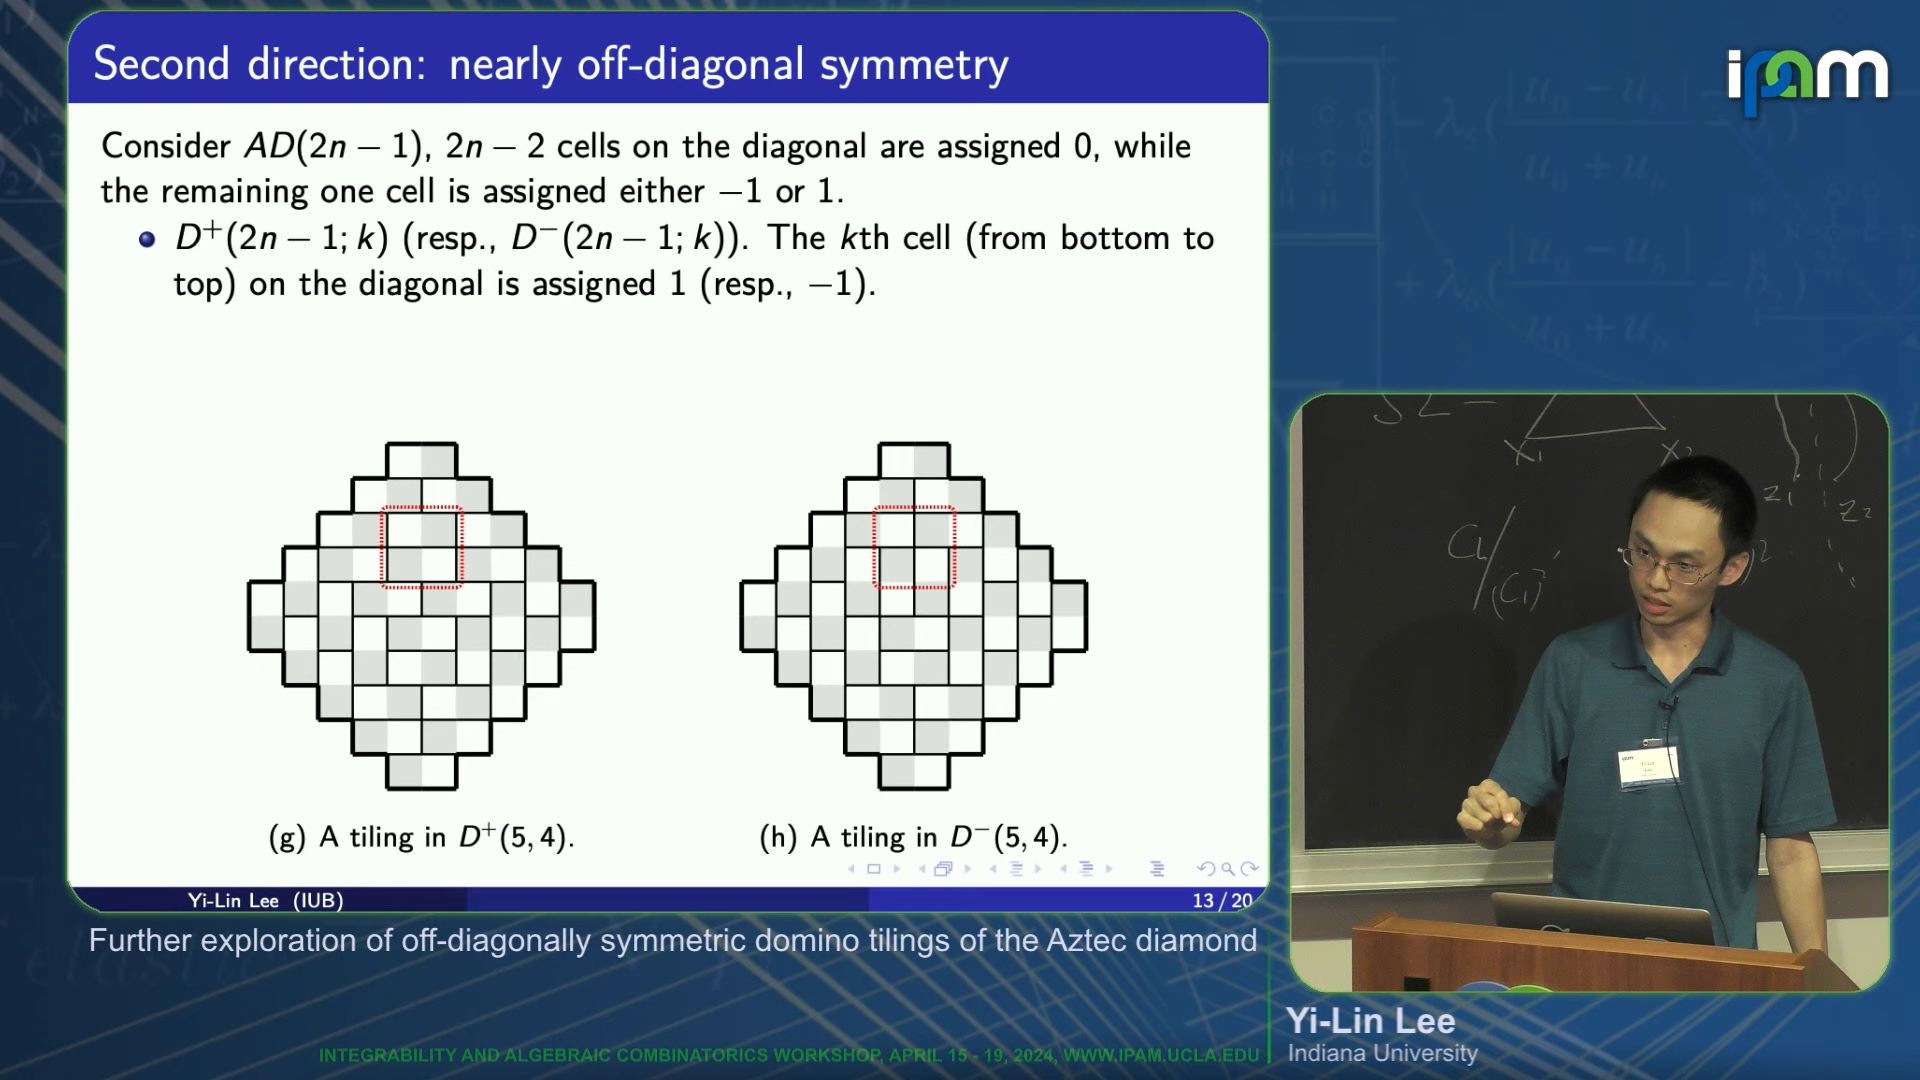 Second direction: nearly off-diagonal symmetry
ipam
Consider AD(2n − 1), 2n − 2 cells on the diagonal are assigned 0, while
the remaining one cell is assigned either −1 or 1.
D⁺(2n − 1; k) (resp., D⁻(2n − 1; k)). The kth cell (from bottom to
top) on the diagonal is assigned 1 (resp., −1).
(g) A tiling in D⁺(5, 4).
(h) A tiling in D⁻(5, 4).
Yi-Lin Lee (IUB)
13 / 20
Further exploration of off-diagonally symmetric domino tilings of the Aztec diamond
Yi-Lin Lee
Indiana University
INTEGRABILITY AND ALGEBRAIC COMBINATORICS WORKSHOP, APRIL 15 - 19, 2024, WWW.IPAM.UCLA.EDU
X₁
Z₁
Z₂